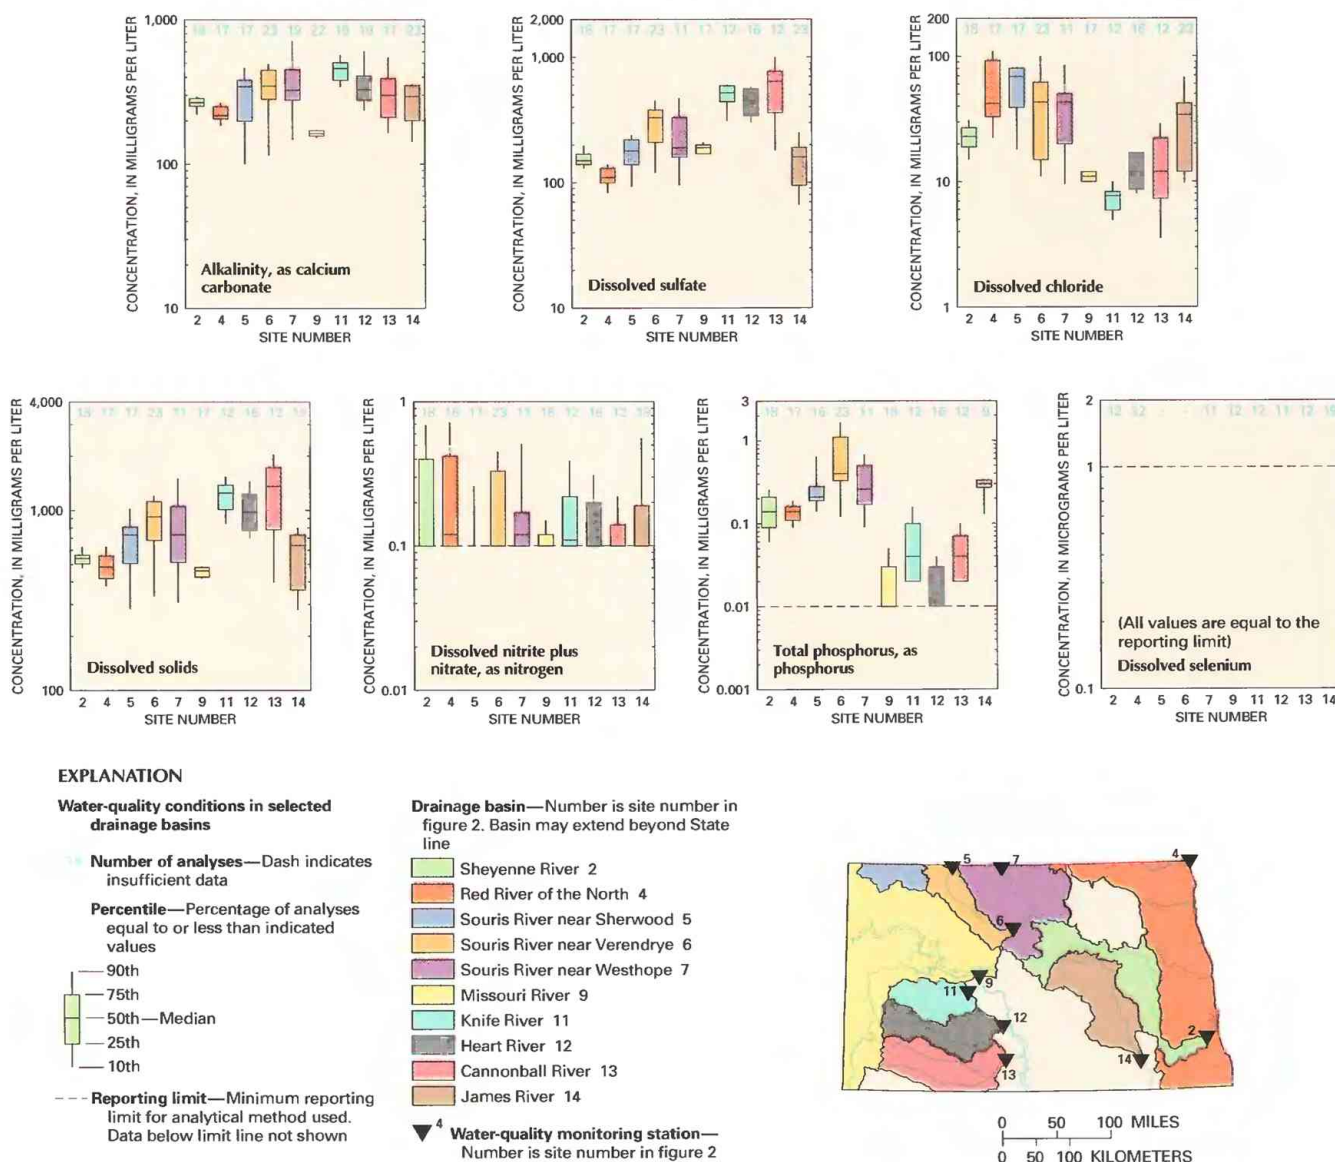 CONCENTRATION, IN MILLIGRAMS PER LITER
1,000
100
10
18 17 17 23 19 22 11 19 17 23
Alkalinity, as calcium
carbonate
2 4 5 6 7 9 11 12 13 14
SITE NUMBER
CONCENTRATION, IN MILLIGRAMS PER LITER
2,000
1,000
100
10
Dissolved sulfate
2 4 5 6 7 9 11 12 13 14
SITE NUMBER
CONCENTRATION, IN MILLIGRAMS PER LITER
200
100
10
1
Dissolved chloride
2 4 5 6 7 9 11 12 13 14
SITE NUMBER
CONCENTRATION, IN MILLIGRAMS PER LITER
4,000
1,000
100
Dissolved solids
2 4 5 6 7 9 11 12 13 14
SITE NUMBER
CONCENTRATION, IN MILLIGRAMS PER LITER
1
0.1
0.01
Dissolved nitrite plus
nitrate, as nitrogen
2 4 5 6 7 9 11 12 13 14
SITE NUMBER
CONCENTRATION, IN MILLIGRAMS PER LITER
3
1
0.1
0.01
0.001
Total phosphorus, as
phosphorus
2 4 5 6 7 9 11 12 13 14
SITE NUMBER
CONCENTRATION, IN MICROGRAMS PER LITER
2
1
0.1
(All values are equal to the
reporting limit)
Dissolved selenium
2 4 5 6 7 9 11 12 13 14
SITE NUMBER
EXPLANATION
Water-quality conditions in selected
drainage basins
Number of analyses—Dash indicates
insufficient data
Percentile—Percentage of analyses
equal to or less than indicated
values
90th
75th
50th—Median
25th
10th
--- Reporting limit—Minimum reporting
limit for analytical method used.
Data below limit line not shown
Drainage basin—Number is site number in
figure 2. Basin may extend beyond State
line
Sheyenne River 2
Red River of the North 4
Souris River near Sherwood 5
Souris River near Verendrye 6
Souris River near Westhope 7
Missouri River 9
Knife River 11
Heart River 12
Cannonball River 13
James River 14
4 Water-quality monitoring station—
Number is site number in figure 2
5
7
4
6
9
11
12
2
13
14
0 50 100 MILES
0 50 100 KILOMETERS